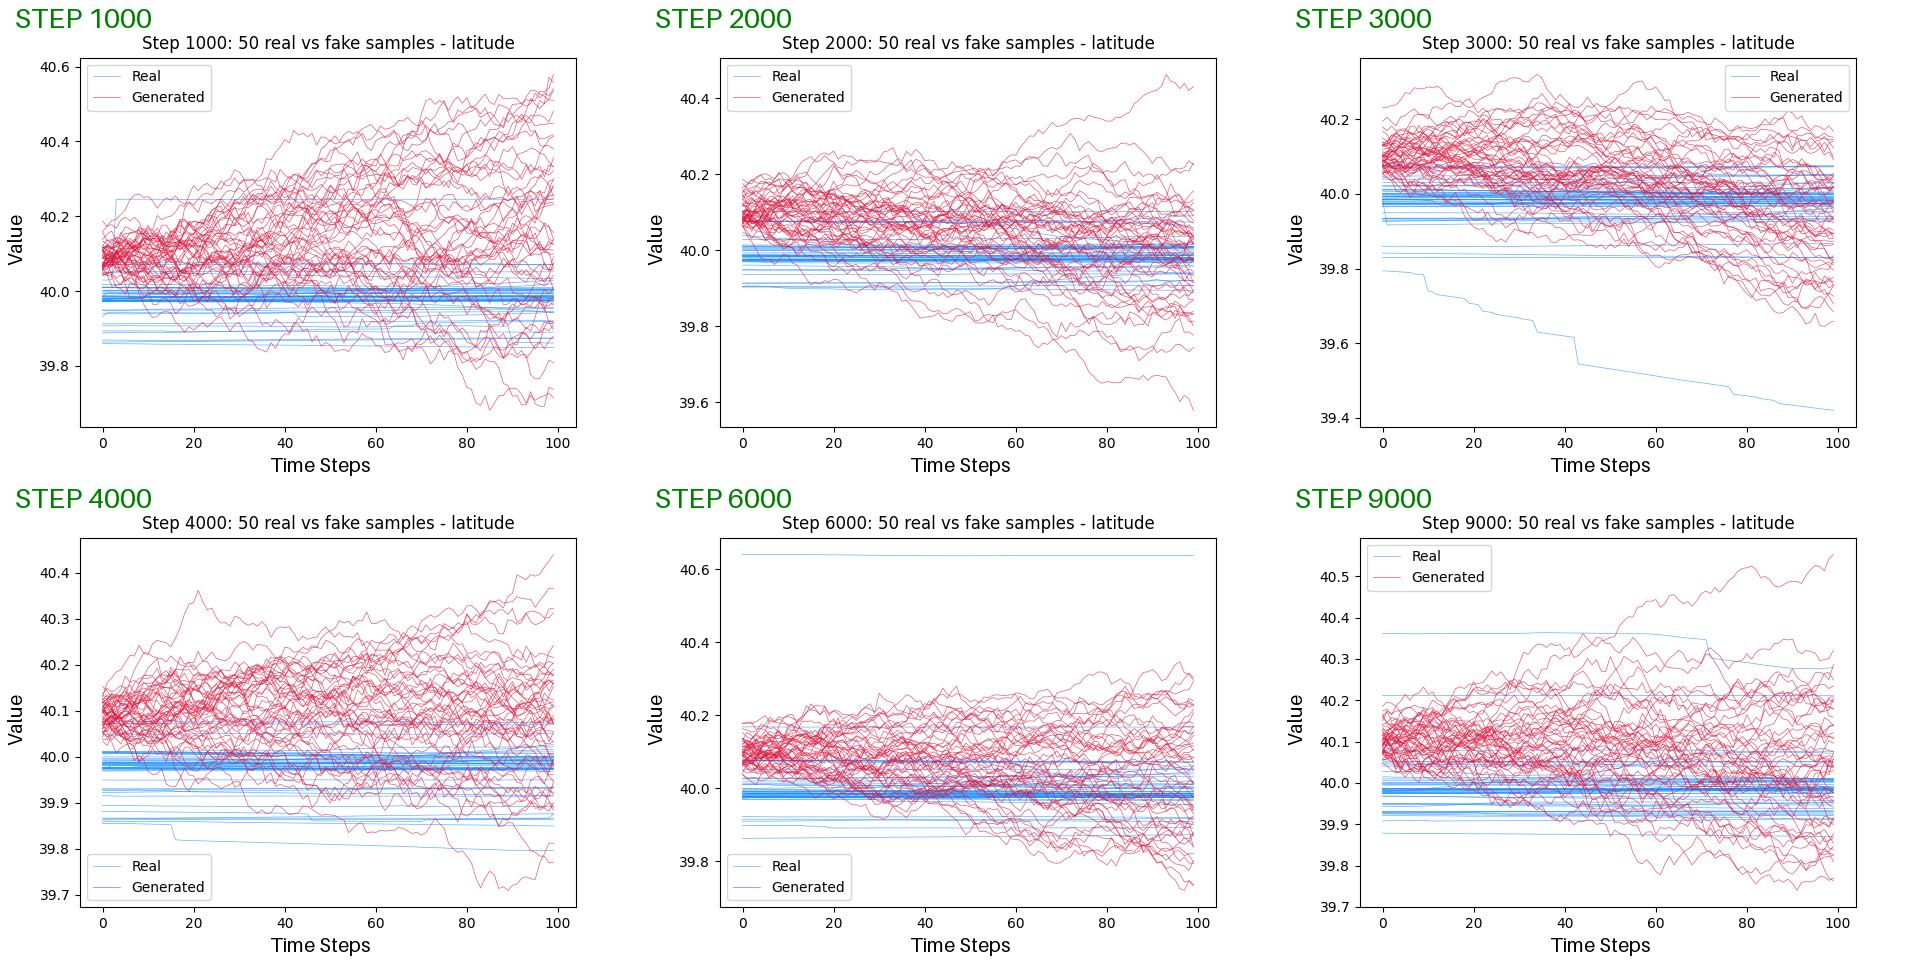 STEP 1000
Step 1000: 50 real vs fake samples - latitude
Real
Generated
40.6
40.4
40.2
40.0
39.8
Value
0 20 40 60 80 100
Time Steps
STEP 2000
Step 2000: 50 real vs fake samples - latitude
Real
Generated
40.4
40.2
40.0
39.8
39.6
Value
0 20 40 60 80 100
Time Steps
STEP 3000
Step 3000: 50 real vs fake samples - latitude
Real
Generated
40.2
40.0
39.8
39.6
39.4
Value
0 20 40 60 80 100
Time Steps
STEP 4000
Step 4000: 50 real vs fake samples - latitude
40.4
40.3
40.2
40.1
40.0
39.9
39.8
39.7
Value
Real
Generated
0 20 40 60 80 100
Time Steps
STEP 6000
Step 6000: 50 real vs fake samples - latitude
40.6
40.4
40.2
40.0
39.8
Value
Real
Generated
0 20 40 60 80 100
Time Steps
STEP 9000
Step 9000: 50 real vs fake samples - latitude
Real
Generated
40.5
40.4
40.3
40.2
40.1
40.0
39.9
39.8
39.7
Value
0 20 40 60 80 100
Time Steps